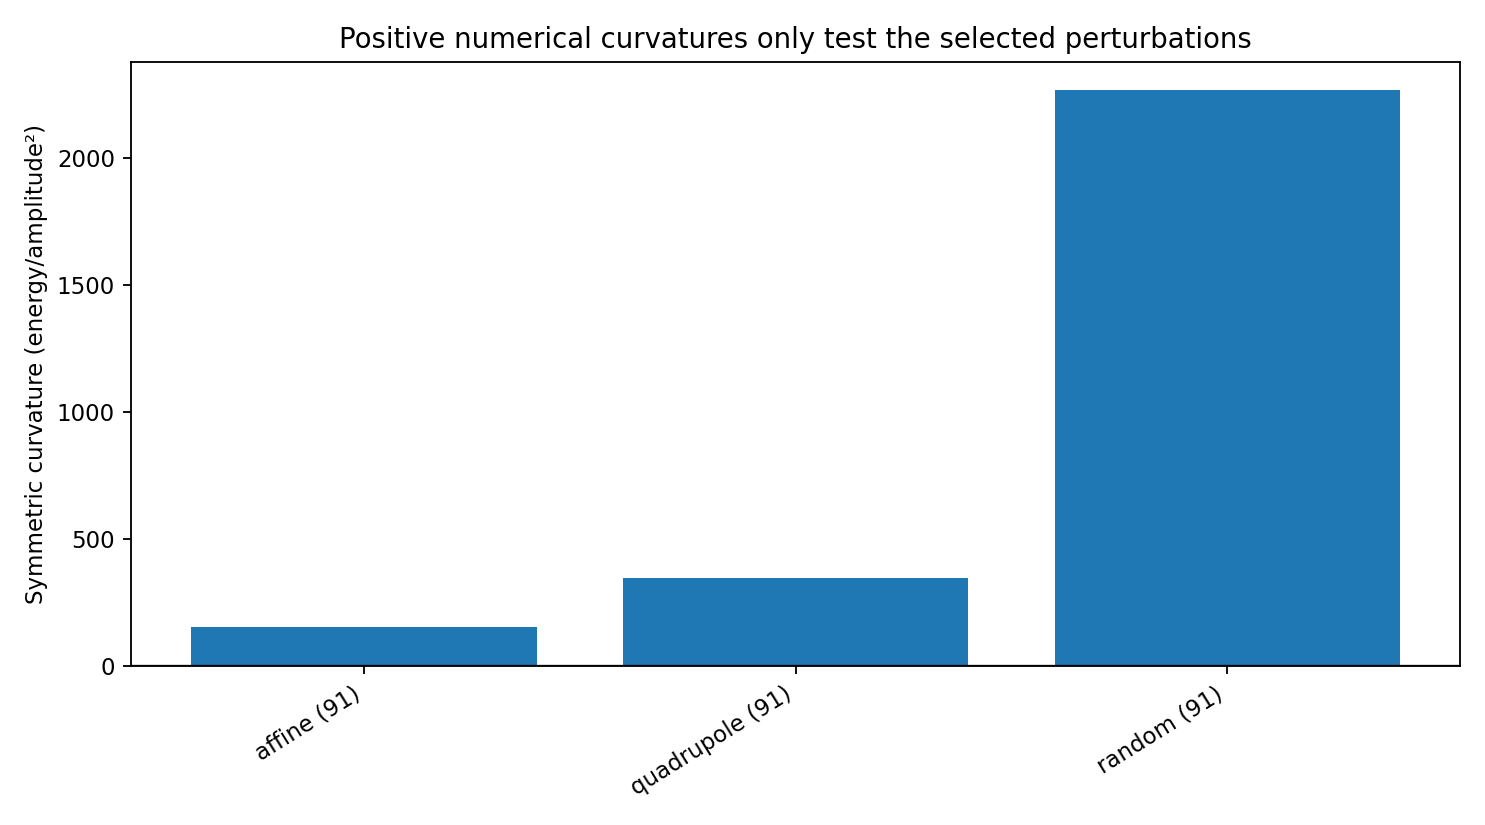 Positive numerical curvatures only test the selected perturbations
Symmetric curvature (energy/amplitude²)
2000
1500
1000
500
0
affine (91)
quadrupole (91)
random (91)